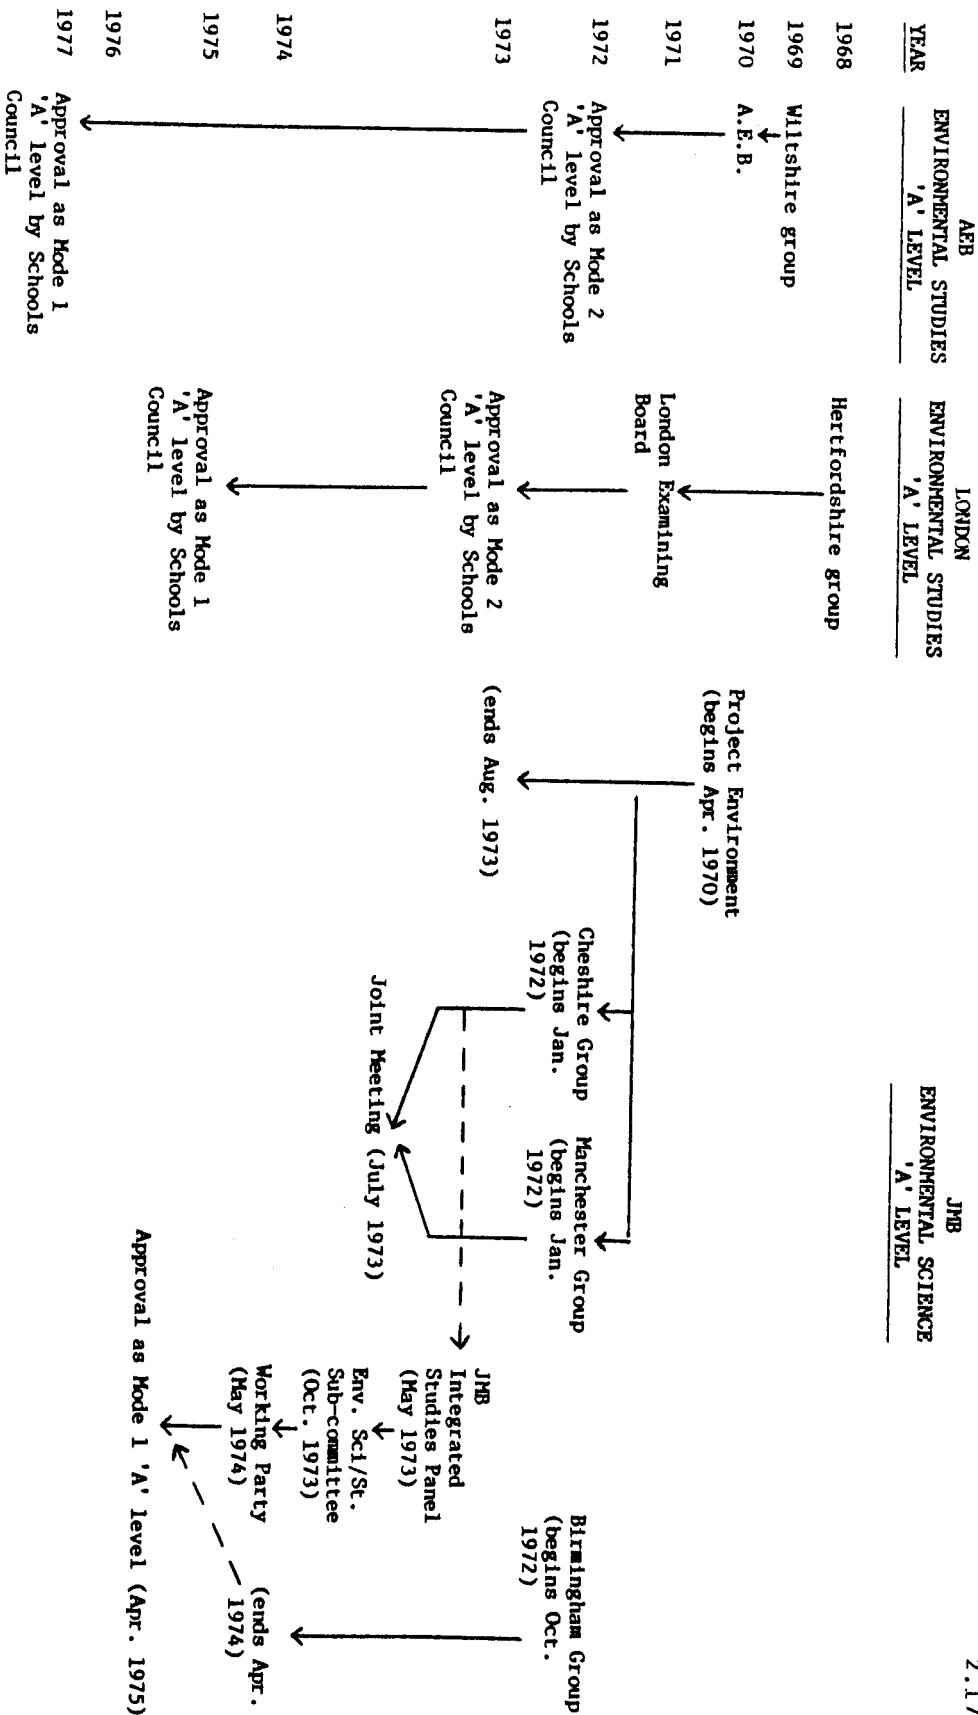 2.17
YEAR
1968
1969
1970
1971
1972
1973
1974
1975
1976
1977
AEB
ENVIRONMENTAL STUDIES
'A' LEVEL
Wiltshire group
A.E.B.
Approval as Mode 2
'A' level by Schools
Council
Approval as Mode 1
'A' level by Schools
Council
LONDON
ENVIRONMENTAL STUDIES
'A' LEVEL
Hertfordshire group
London Examining
Board
Approval as Mode 2
'A' level by Schools
Council
Approval as Mode 1
'A' level by Schools
Council
JMB
ENVIRONMENTAL SCIENCE
'A' LEVEL
Project Environment
(begins Apr. 1970)
(ends Aug. 1973)
Cheshire Group
(begins Jan.
1972)
Manchester Group
(begins Jan.
1972)
Joint Meeting (July 1973)
JMB
Integrated
Studies Panel
(May 1973)
Env. Sci/St.
Sub-committee
(Oct. 1973)
Working Party
(May 1974)
Birmingham Group
(begins Oct.
1972)
(ends Apr.
1974)
Approval as Mode 1 'A' level (Apr. 1975)